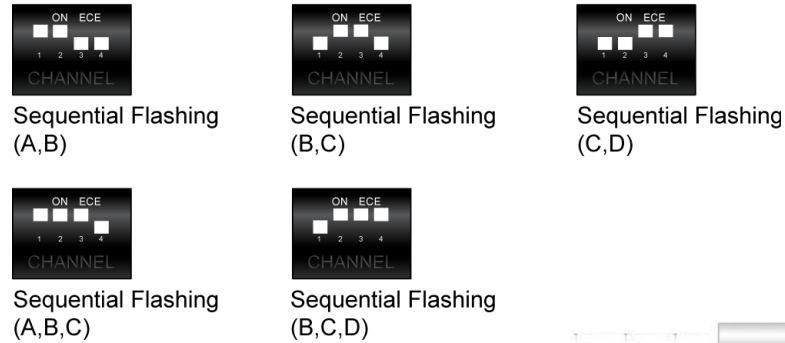 ON ECE
1 2 3 4
CHANNEL
Sequential Flashing
(A,B)
ON ECE
1 2 3 4
CHANNEL
Sequential Flashing
(B,C)
ON ECE
1 2 3 4
CHANNEL
Sequential Flashing
(C,D)
ON ECE
1 2 3 4
CHANNEL
Sequential Flashing
(A,B,C)
ON ECE
1 2 3 4
CHANNEL
Sequential Flashing
(B,C,D)